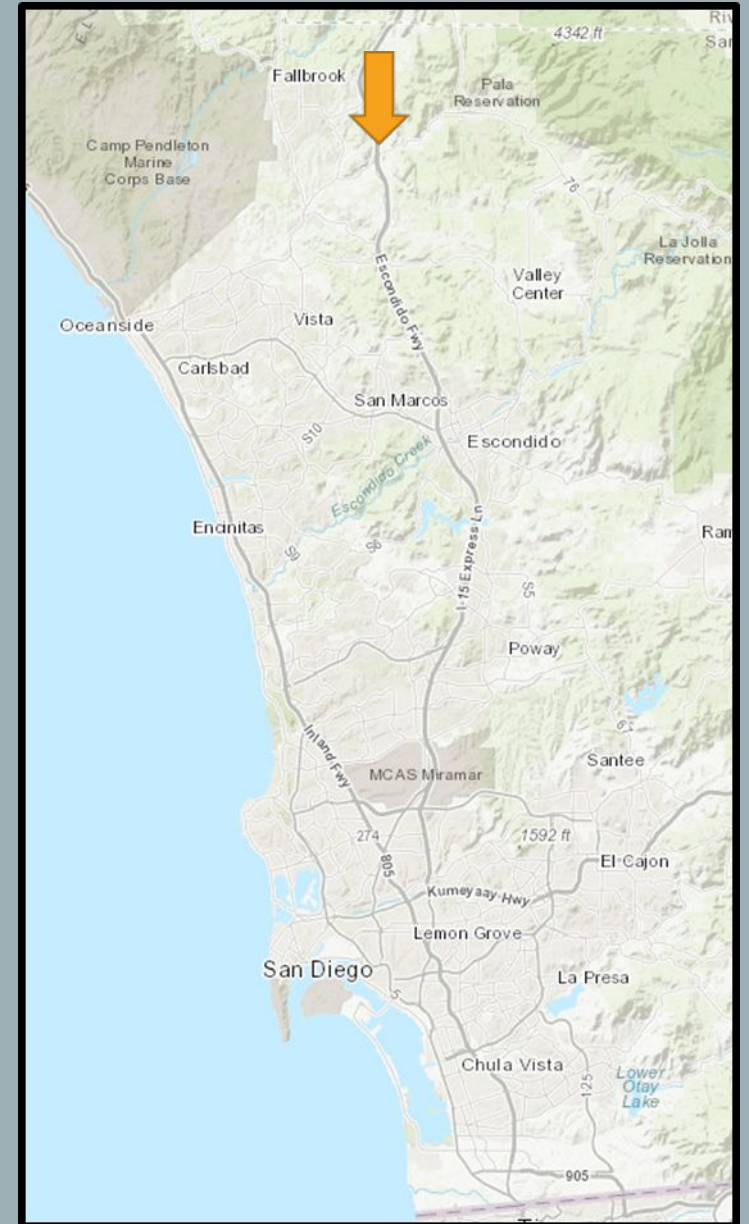 4342 ft
Fallbrook
Pala
Reservation
Camp Pendleton
Marine
Corps Base
76
La Jolla
Reservation
Valley
Center
Escondido Fwy
Oceanside
Vista
Carlsbad
San Marcos
S10
Escondido
Escondido Creek
Encinitas
S9
S6
I-15 Express Ln
S5
Poway
67
Inland Fwy
Santee
MCAS Miramar
274
805
1592 ft
El Cajon
Kumeyaay Hwy
Lemon Grove
San Diego
La Presa
5
Chula Vista
125
Lower
Otay
Lake
905